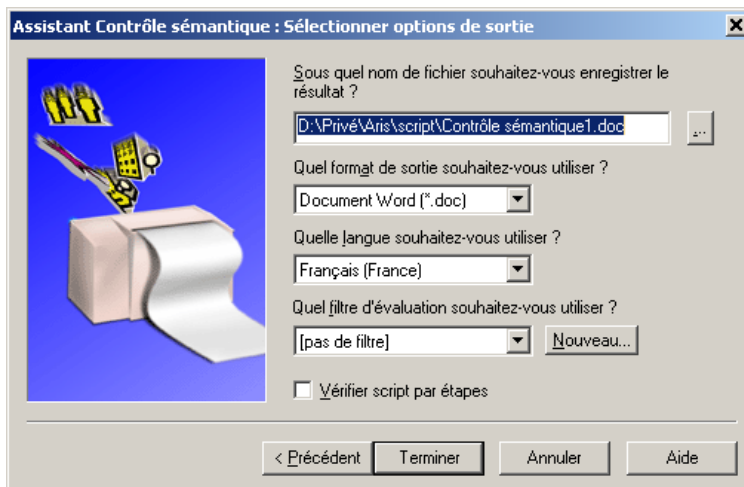 Assistant Contrôle sémantique : Sélectionner options de sortie
Sous quel nom de fichier souhaitez-vous enregistrer le
résultat ?
D:\Privé\Aris\script\Contrôle sémantique1.doc
...
Quel format de sortie souhaitez-vous utiliser ?
Document Word (*.doc)
Quelle langue souhaitez-vous utiliser ?
Français (France)
Quel filtre d'évaluation souhaitez-vous utiliser ?
[pas de filtre]
Nouveau...
Vérifier script par étapes
< Précédent
Terminer
Annuler
Aide